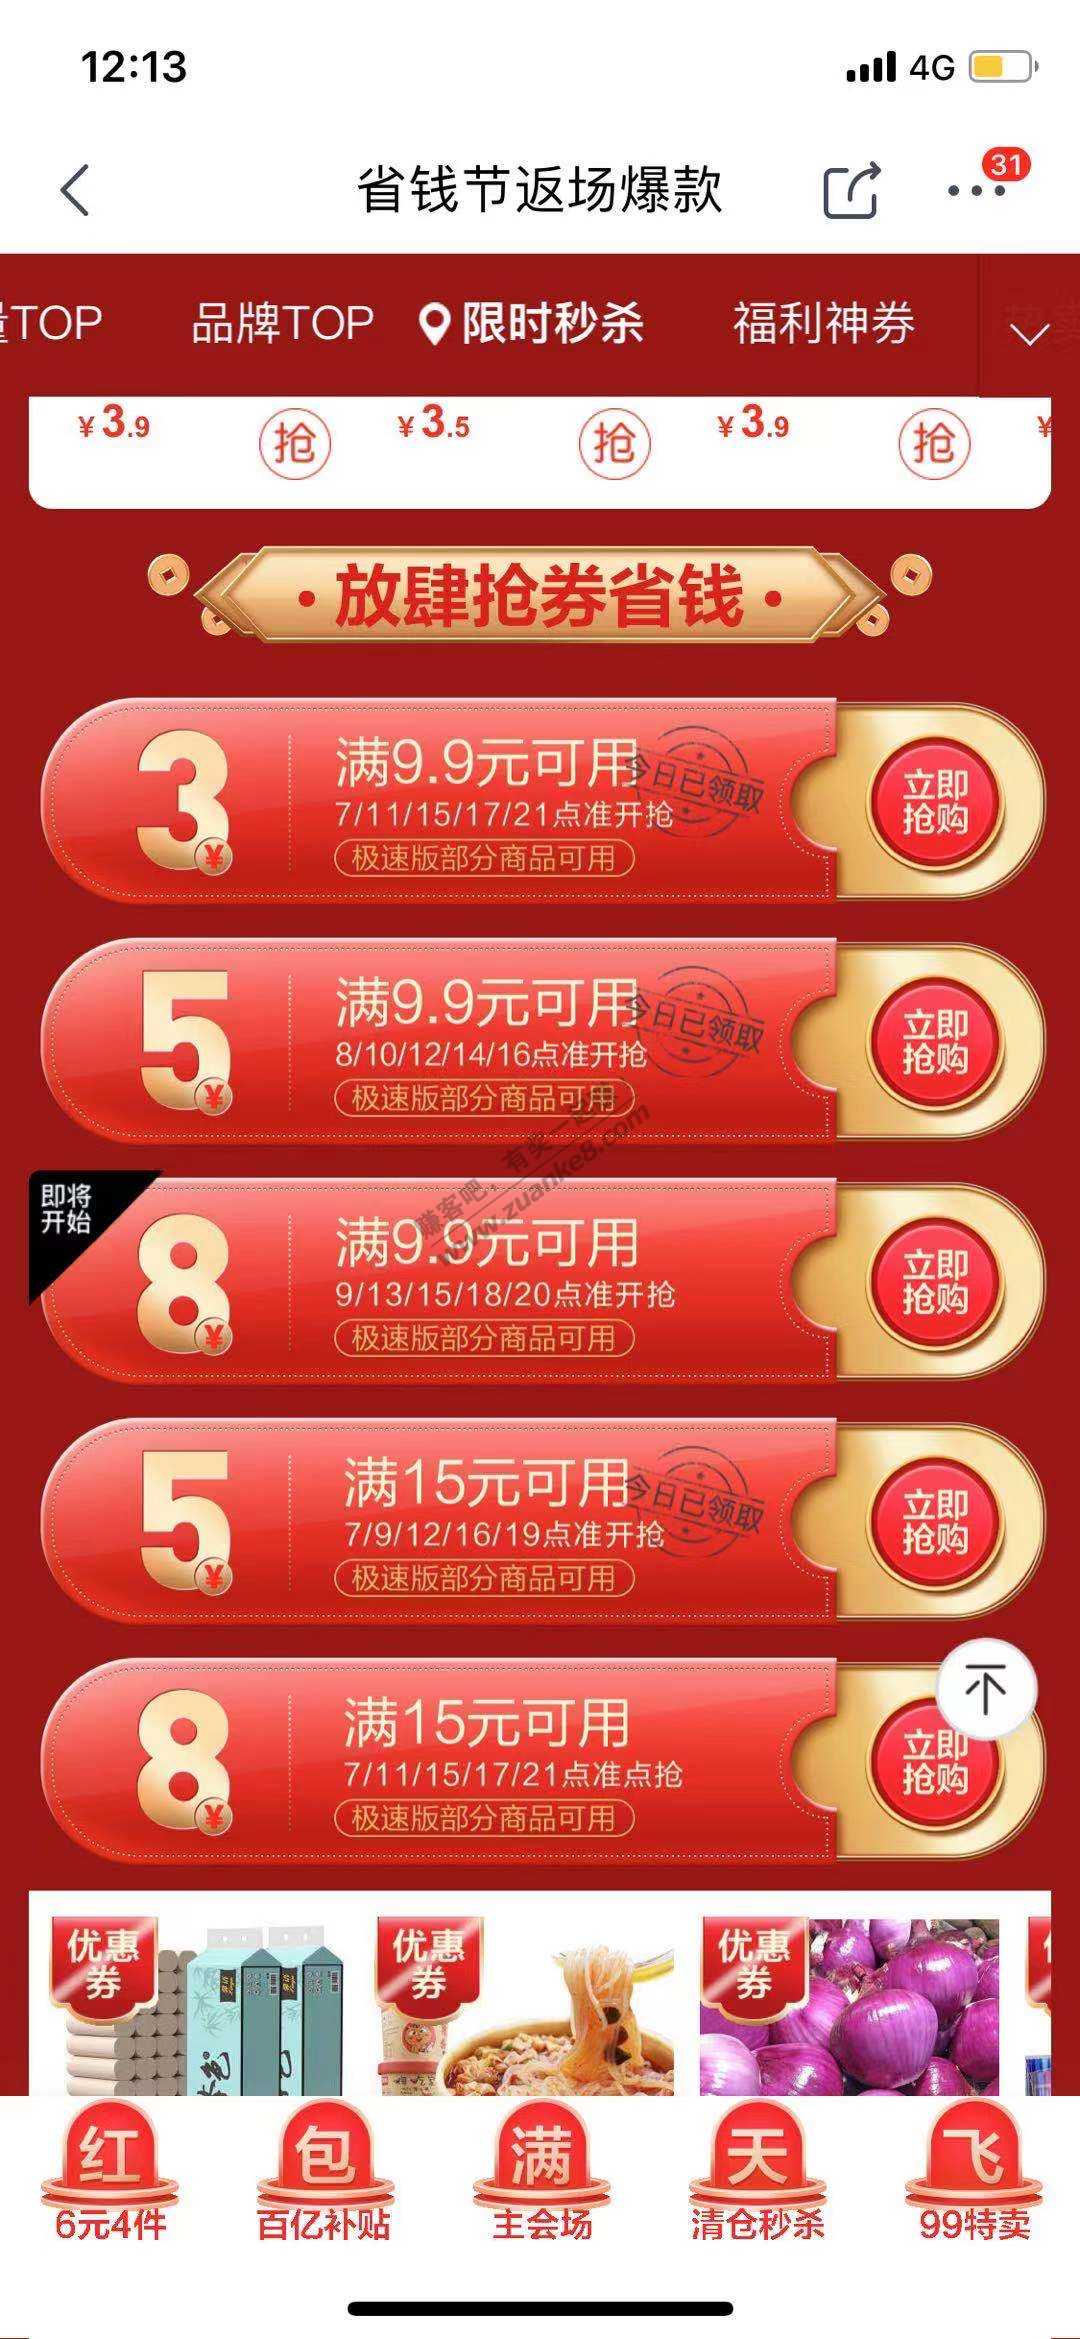 12:13
4G
省钱节返场爆款
31
TOP
品牌TOP
限时秒杀
福利神券
¥3.9
抢
¥3.5
抢
¥3.9
抢
¥
·放肆抢券省钱·
3¥
满9.9元可用
7/11/15/17/21点准开抢
极速版部分商品可用
今日已领取
立即
抢购
5¥
满9.9元可用
8/10/12/14/16点准开抢
极速版部分商品可用
今日已领取
立即
抢购
即将
开始
8¥
满9.9元可用
9/13/15/18/20点准开抢
极速版部分商品可用
立即
抢购
赚客吧,有奖一起赚
www.zuanke8.com
5¥
满15元可用
7/9/12/16/19点准开抢
极速版部分商品可用
今日已领取
立即
抢购
8¥
满15元可用
7/11/15/17/21点准点抢
极速版部分商品可用
立即
抢购
优惠
券
优惠
券
优惠
券
红
包
满
天
飞
6元4件
百亿补贴
主会场
清仓秒杀
99特卖